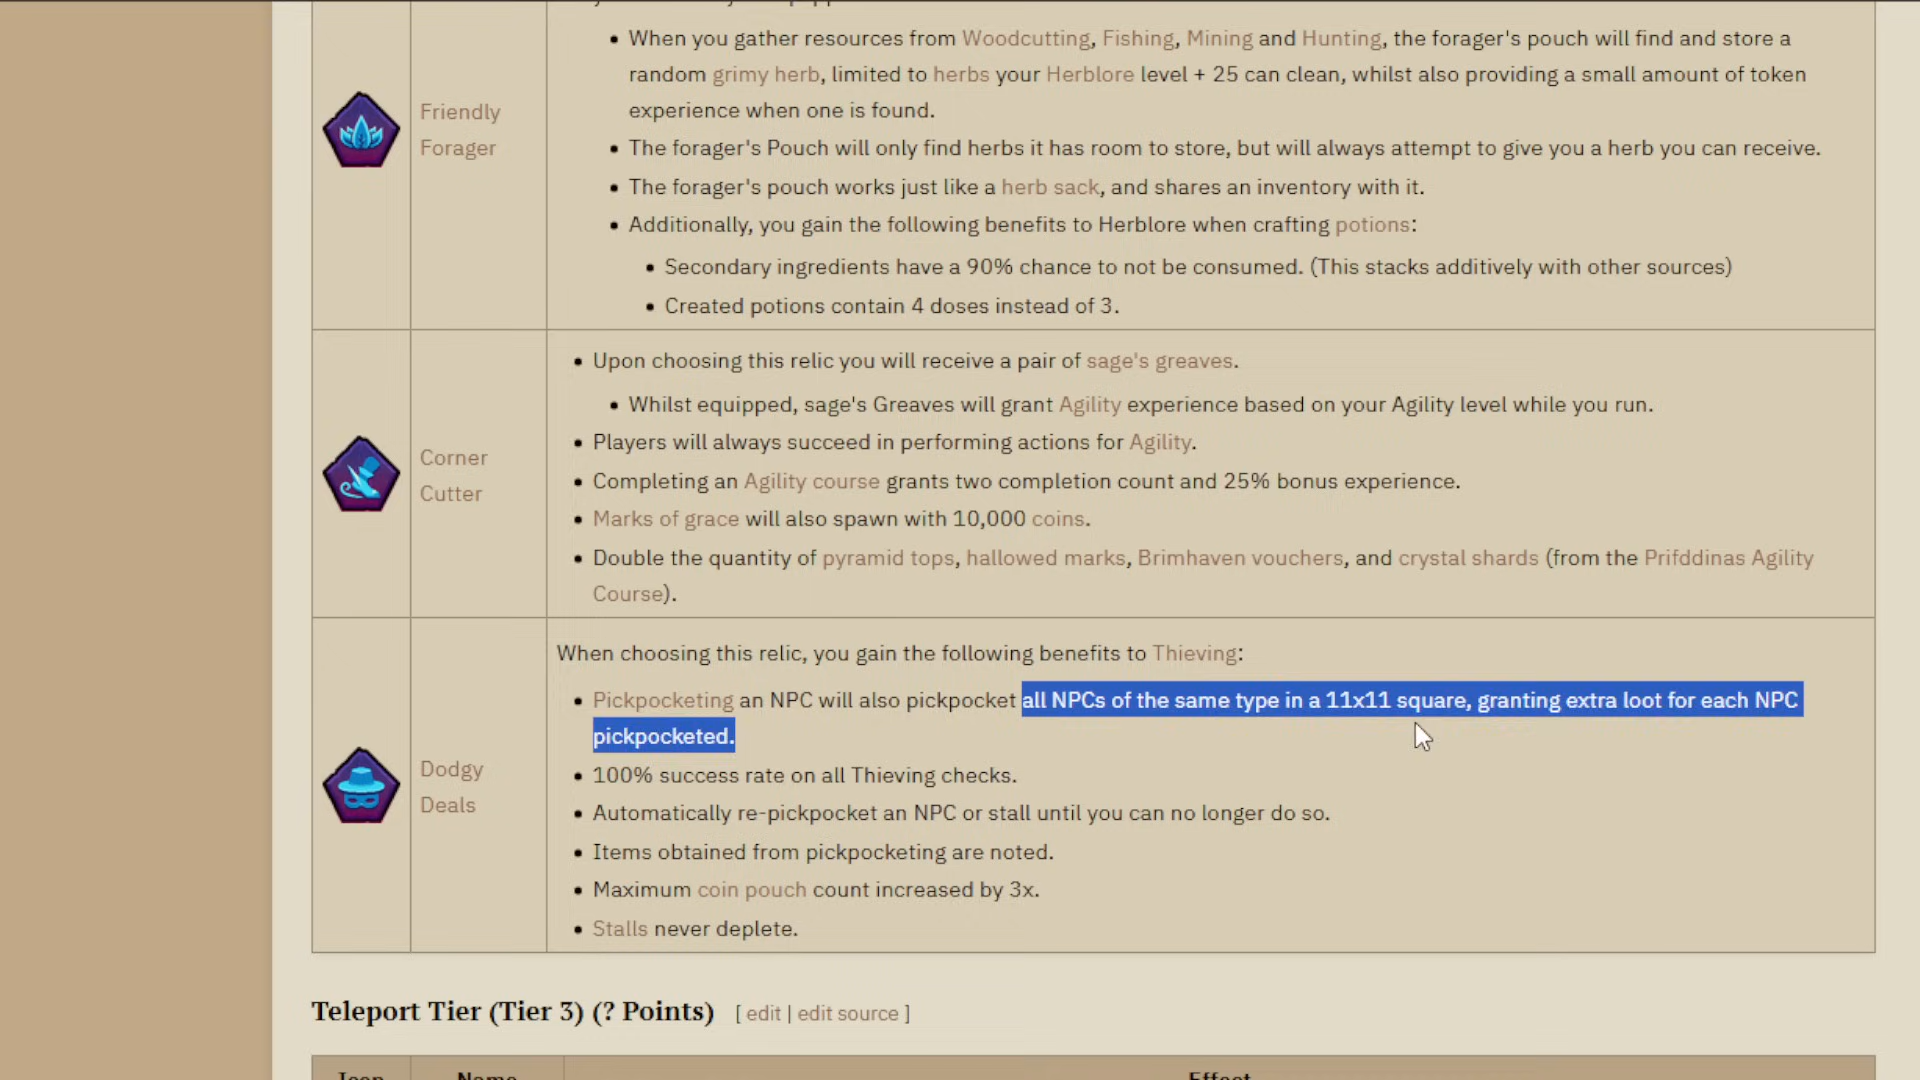 When you gather resources from Woodcutting, Fishing, Mining and Hunting, the forager's pouch will find and store a
random grimy herb, limited to herbs your Herblore level + 25 can clean, whilst also providing a small amount of token
experience when one is found.
The forager's Pouch will only find herbs it has room to store, but will always attempt to give you a herb you can receive.
The forager's pouch works just like a herb sack, and shares an inventory with it.
Additionally, you gain the following benefits to Herblore when crafting potions:
Secondary ingredients have a 90% chance to not be consumed. (This stacks additively with other sources)
Created potions contain 4 doses instead of 3.
Friendly
Forager
Upon choosing this relic you will receive a pair of sage's greaves.
Whilst equipped, sage's Greaves will grant Agility experience based on your Agility level while you run.
Players will always succeed in performing actions for Agility.
Completing an Agility course grants two completion count and 25% bonus experience.
Marks of grace will also spawn with 10,000 coins.
Double the quantity of pyramid tops, hallowed marks, Brimhaven vouchers, and crystal shards (from the Prifddinas Agility
Course).
Corner
Cutter
When choosing this relic, you gain the following benefits to Thieving:
Pickpocketing an NPC will also pickpocket all NPCs of the same type in a 11x11 square, granting extra loot for each NPC
pickpocketed.
100% success rate on all Thieving checks.
Automatically re-pickpocket an NPC or stall until you can no longer do so.
Items obtained from pickpocketing are noted.
Maximum coin pouch count increased by 3x.
Stalls never deplete.
Dodgy
Deals
Teleport Tier (Tier 3) (? Points) [ edit | edit source ]
Icon Name Effect